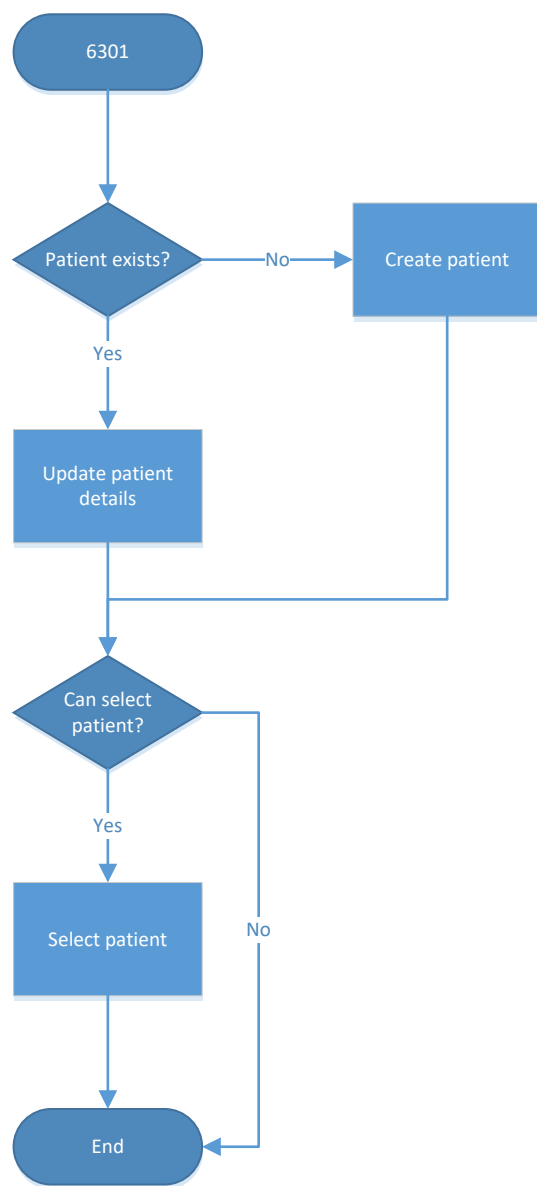 6301
Patient exists?
No
Create patient
Yes
Update patient
details
Can select
patient?
Yes
No
Select patient
End